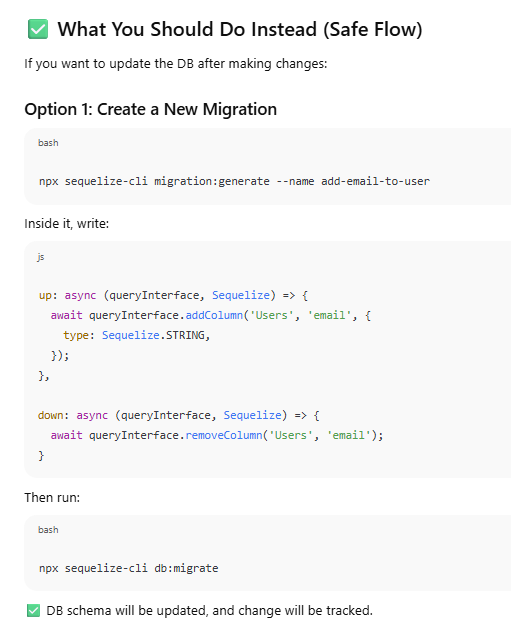 ✅ What You Should Do Instead (Safe Flow)
If you want to update the DB after making changes:
Option 1: Create a New Migration
bash
npx sequelize-cli migration:generate --name add-email-to-user
Inside it, write:
js
up: async (queryInterface, Sequelize) => {
  await queryInterface.addColumn('Users', 'email', {
    type: Sequelize.STRING,
  });
},
down: async (queryInterface, Sequelize) => {
  await queryInterface.removeColumn('Users', 'email');
}
Then run:
bash
npx sequelize-cli db:migrate
✅ DB schema will be updated, and change will be tracked.